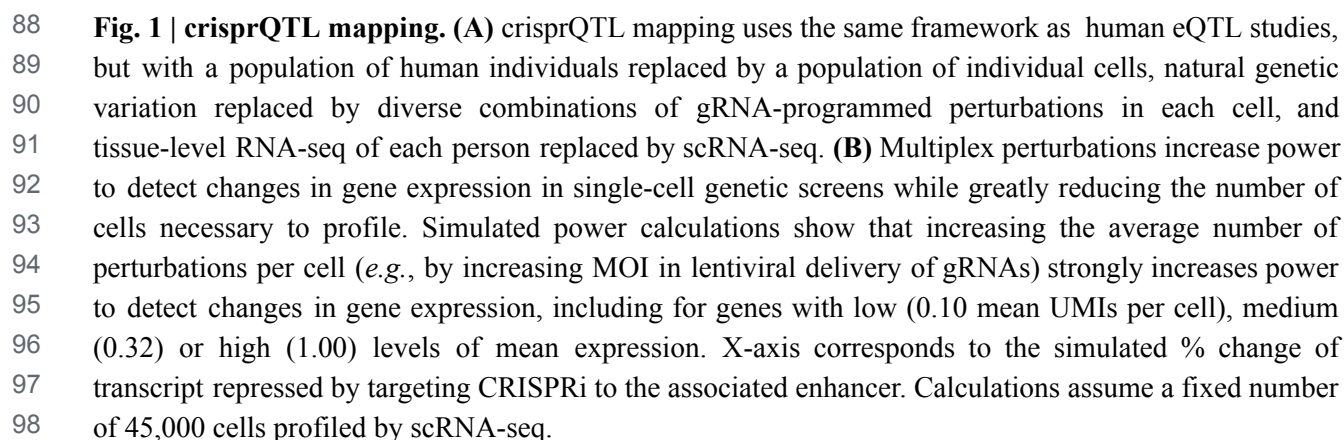 88 Fig. 1 | crisprQTL mapping. (A) crisprQTL mapping uses the same framework as human eQTL studies,
89 but with a population of human individuals replaced by a population of individual cells, natural genetic
90 variation replaced by diverse combinations of gRNA-programmed perturbations in each cell, and
91 tissue-level RNA-seq of each person replaced by scRNA-seq. (B) Multiplex perturbations increase power
92 to detect changes in gene expression in single-cell genetic screens while greatly reducing the number of
93 cells necessary to profile. Simulated power calculations show that increasing the average number of
94 perturbations per cell (e.g., by increasing MOI in lentiviral delivery of gRNAs) strongly increases power
95 to detect changes in gene expression, including for genes with low (0.10 mean UMIs per cell), medium
96 (0.32) or high (1.00) levels of mean expression. X-axis corresponds to the simulated % change of
97 transcript repressed by targeting CRISPRi to the associated enhancer. Calculations assume a fixed number
98 of 45,000 cells profiled by scRNA-seq.